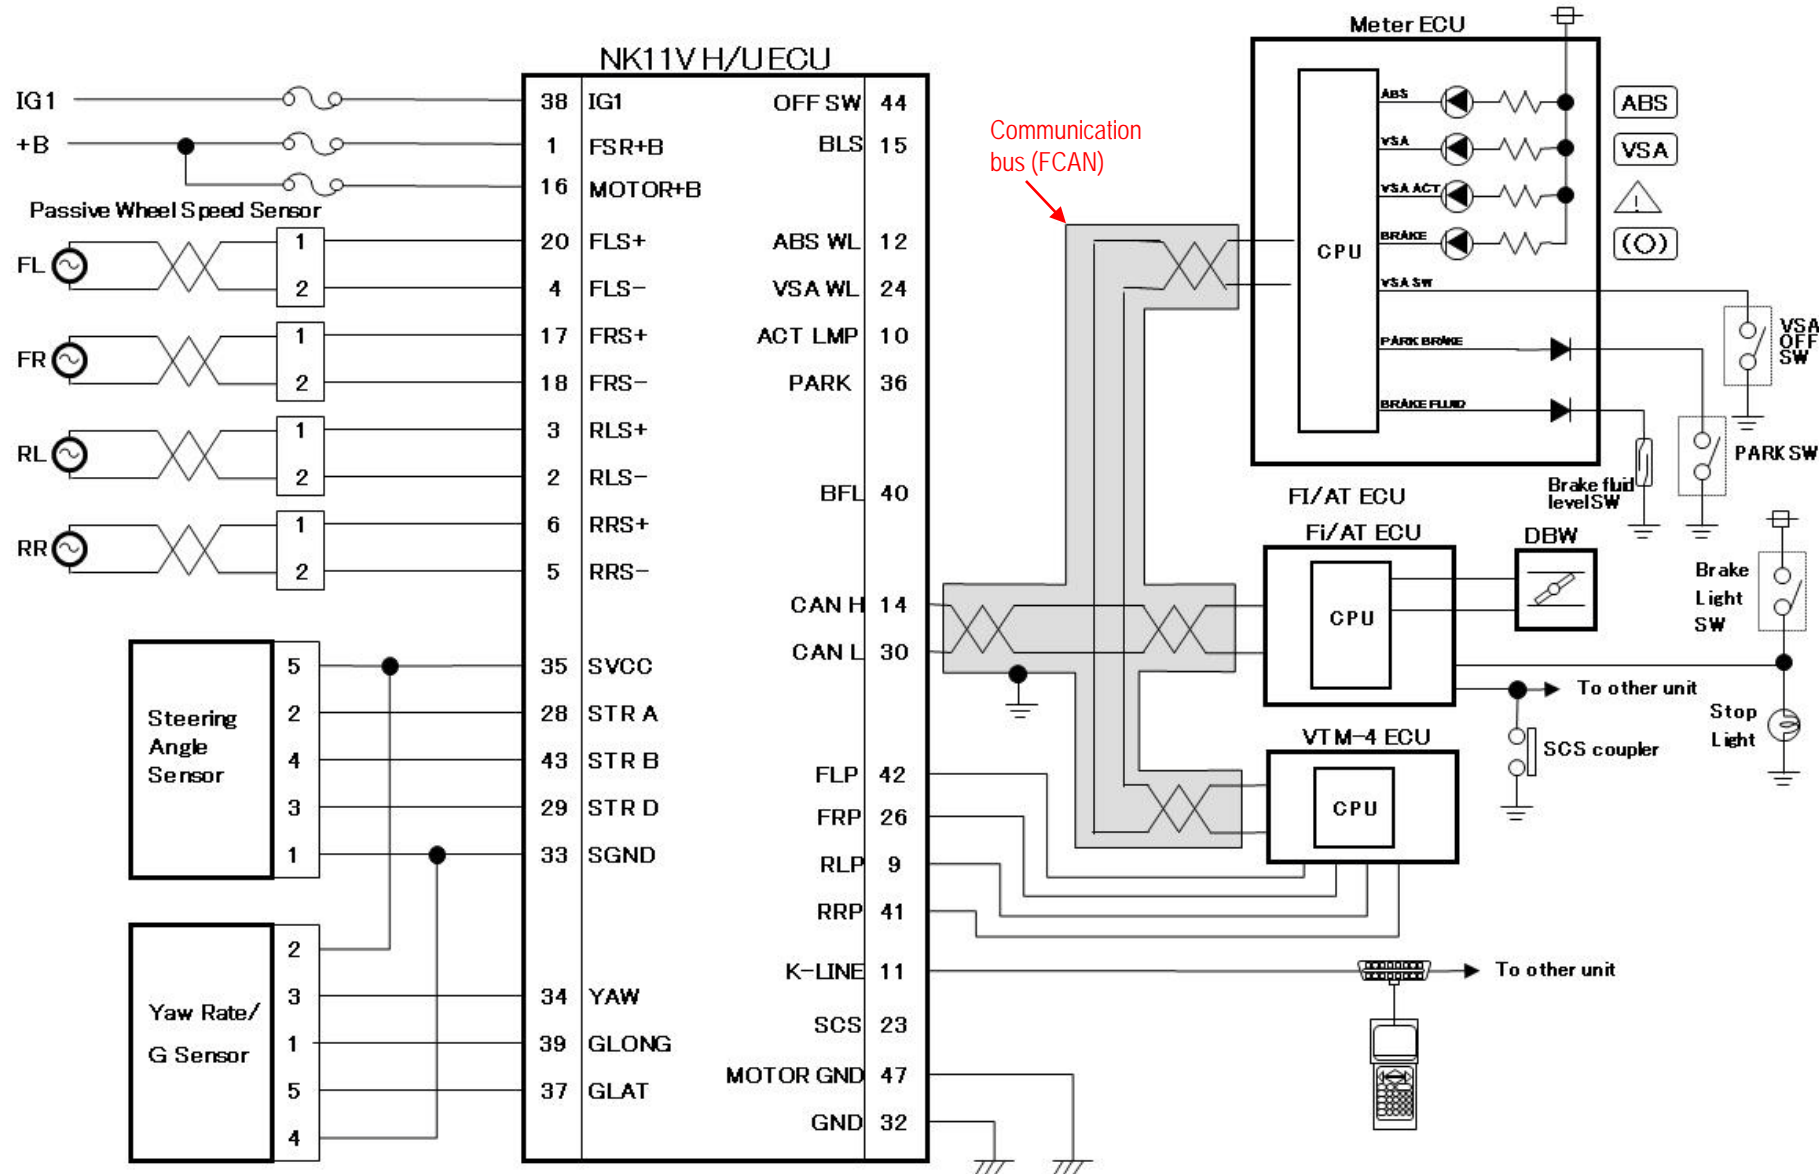 Meter ECU
NK11V H/U ECU
IG1
38 IG1
OFF SW 44
+B
1 FSR+B
BLS 15
16 MOTOR+B
Passive Wheel Speed Sensor
Communication
bus (FCAN)
ABS
VSA
VSA ACT
BRAKE
VSA SW
PARK BRAKE
BRAKE FLUID
CPU
ABS
VSA
!
(O)
VSA
OFF
SW
PARK SW
Brake fluid
level SW
FL
1
2
20 FLS+
4 FLS-
ABS WL 12
VSA WL 24
FR
1
2
17 FRS+
18 FRS-
ACT LMP 10
PARK 36
RL
1
2
3 RLS+
2 RLS-
BFL 40
RR
1
2
6 RRS+
5 RRS-
CAN H 14
CAN L 30
FI/AT ECU
Fi/AT ECU
CPU
DBW
Brake
Light
SW
To other unit
SCS coupler
Stop
Light
VTM-4 ECU
CPU
Steering
Angle
Sensor
5
2
4
3
1
35 SVCC
28 STR A
43 STR B
29 STR D
33 SGND
FLP 42
FRP 26
RLP 9
RRP 41
Yaw Rate/
G Sensor
2
3
1
5
4
34 YAW
39 GLONG
37 GLAT
K-LINE 11
To other unit
SCS 23
MOTOR GND 47
GND 32